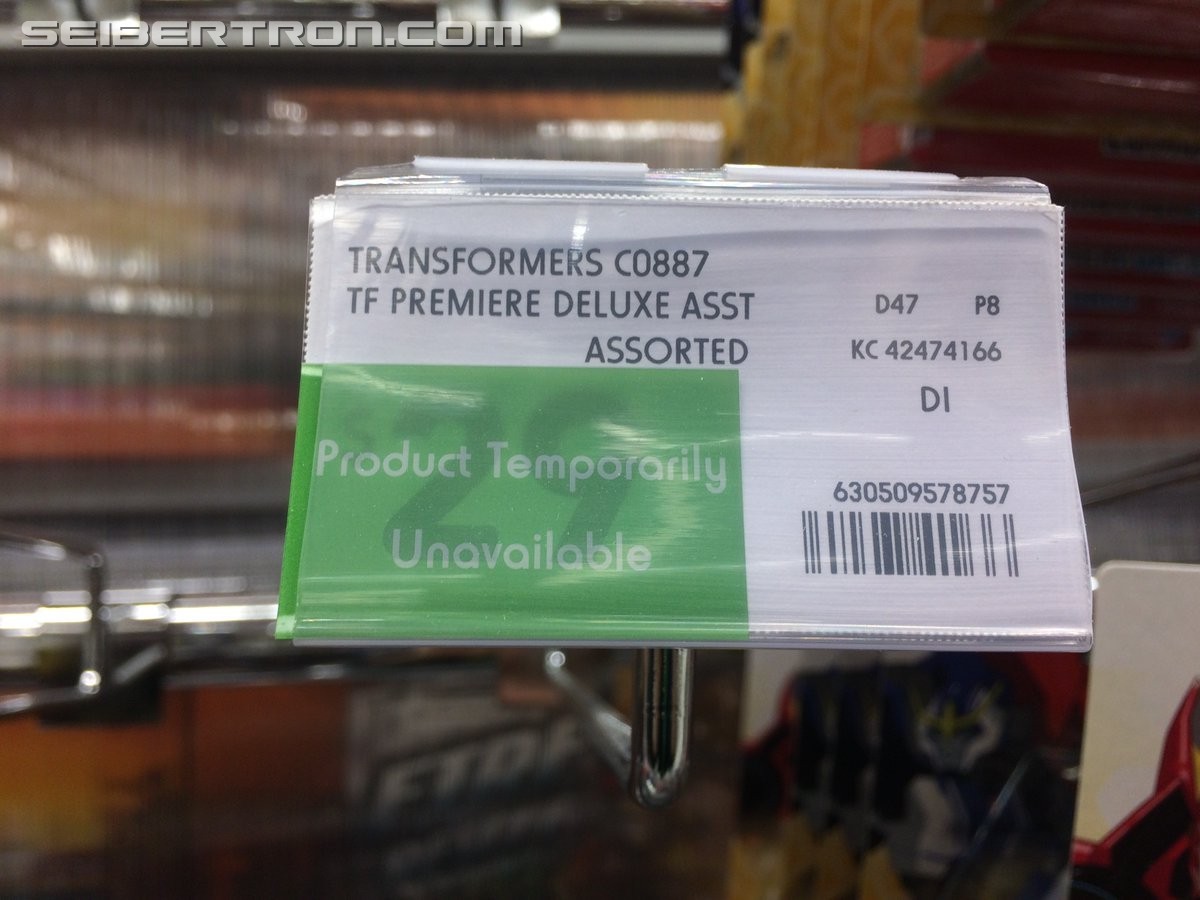 SEIBERTRON.com
TRANSFORMERS C0887
TF PREMIERE DELUXE ASST
ASSORTED
D47 P8
KC 42474166
DI
$29
Product Temporarily
Unavailable
630509578757